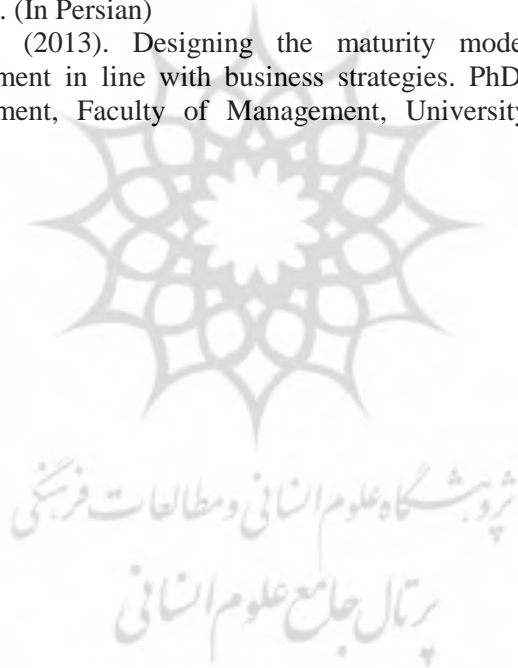 . (In Persian)
(2013). Designing the maturity mode
ment in line with business strategies. PhD
ment, Faculty of Management, University
پژوهشگاه علوم انسانی و مطالعات فرهنگی
پرتال جامع علوم انسانی